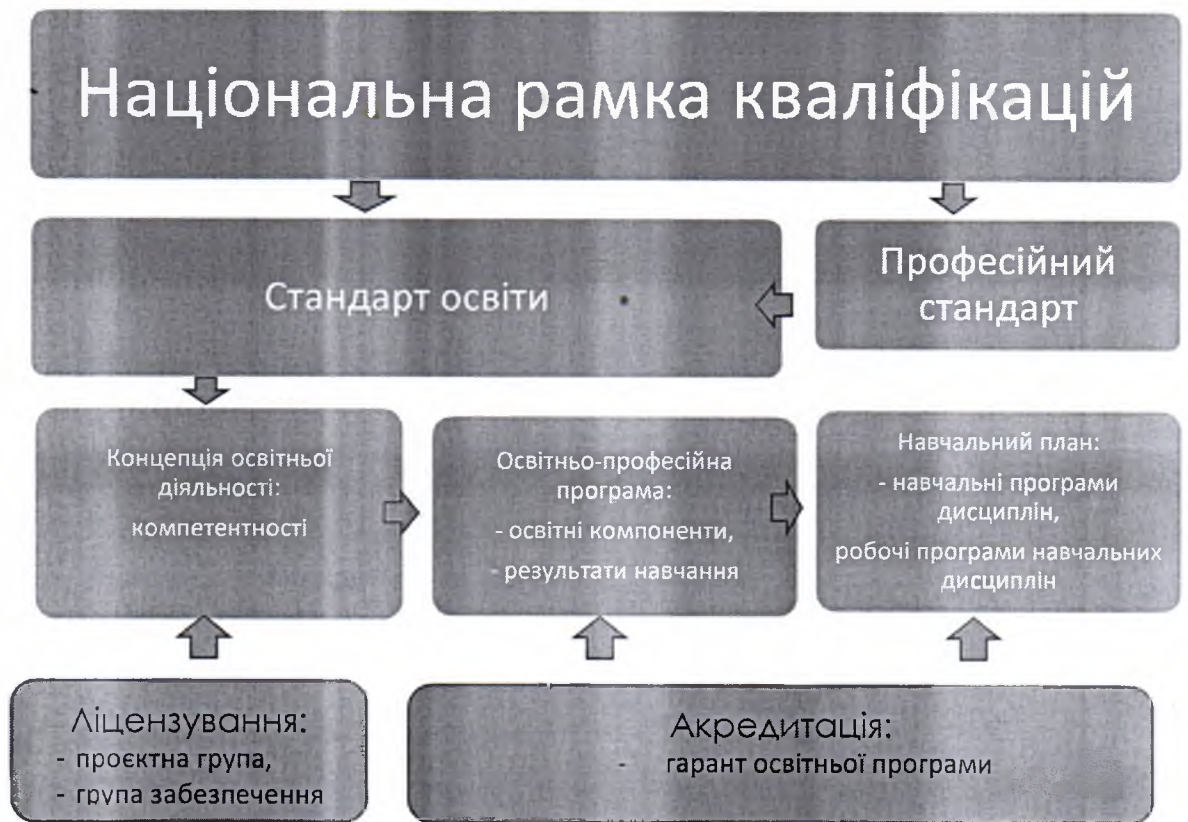 Національна рамка кваліфікацій
Стандарт освіти
Професійний
стандарт
Концепція освітньої
діяльності:
компетентності
Освітньо-професійна
програма:
- освітні компоненти,
- результати навчання
Навчальний план:
- навчальні програми
дисциплін,
робочі програми навчальних
дисциплін
Ліцензування:
- проєктна група,
- група забезпечення
Акредитація:
- гарант освітньої програми